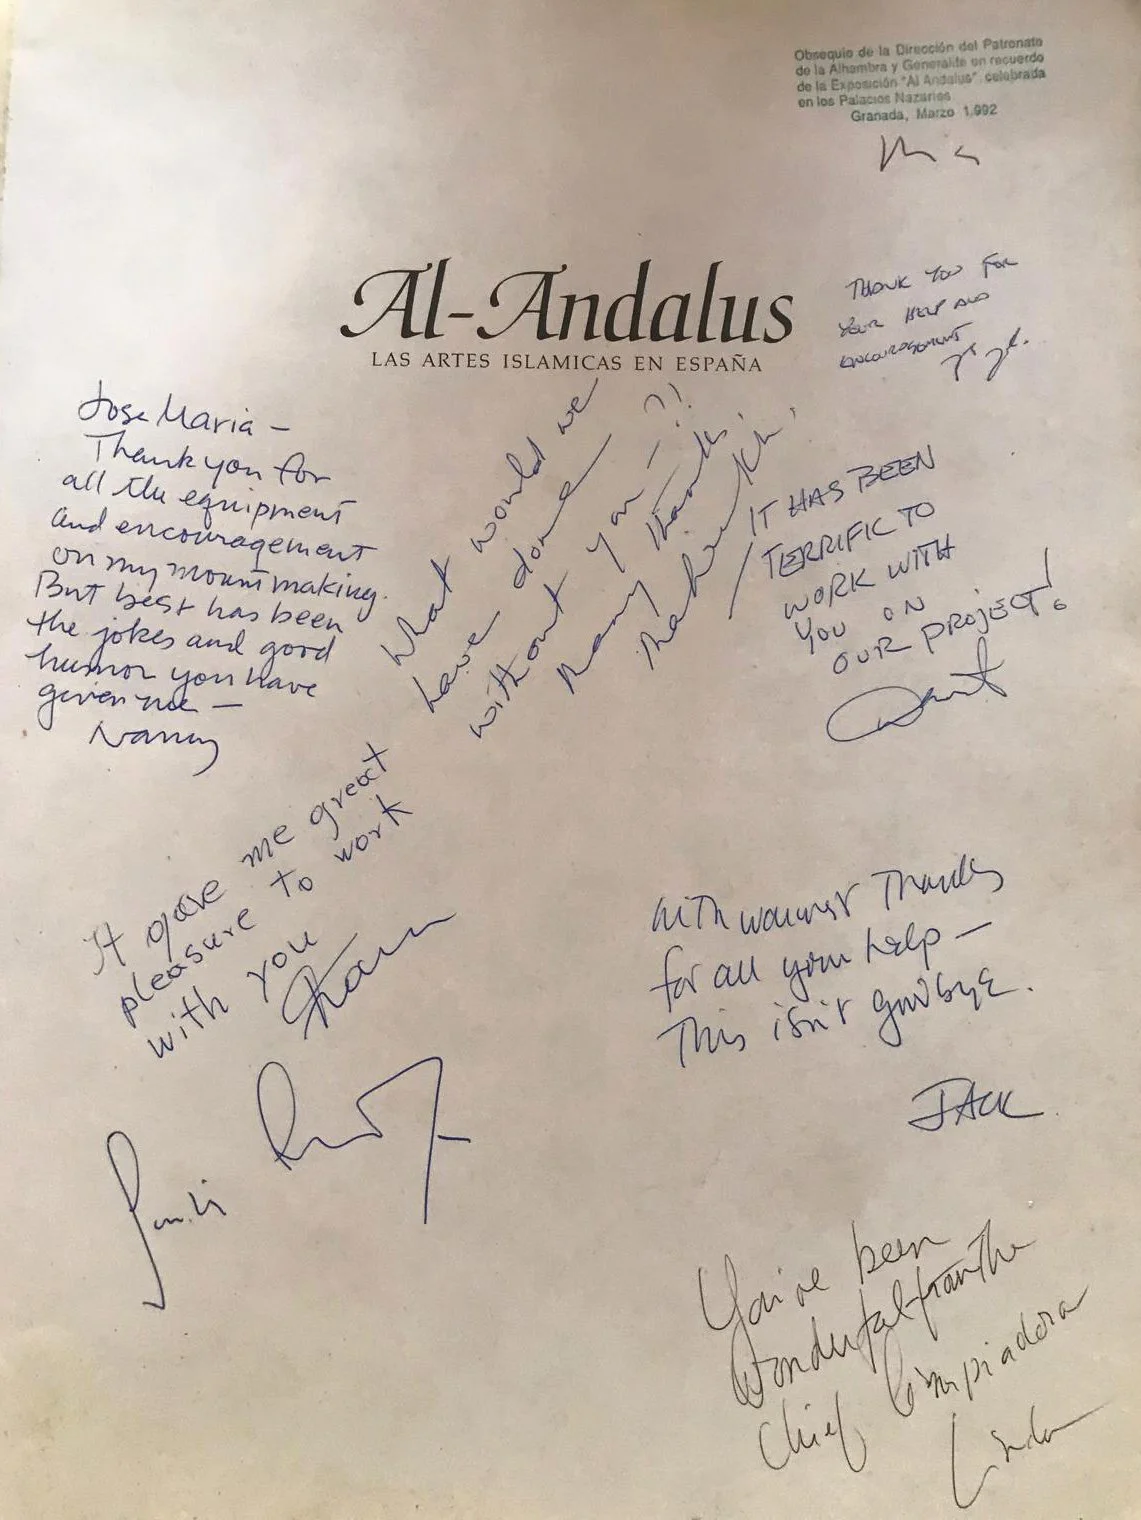 Obsequio de la Dirección del Patronato
de la Alhambra y Generalife en recuerdo
de la Exposición "Al Andalus" celebrada
en los Palacios Nazaries
Granada, Marzo 1.992
Al-Andalus
LAS ARTES ISLAMICAS EN ESPAÑA
THANK YOU FOR
YOUR HELP AND
ENCOURAGEMENT
Jose Maria –
Thank you for
all the equipment
and encouragement
on my mountmaking.
But best has been
the jokes and good
humor you have
given me –
Nancy
What would we
have done
without you – ?!
Many thanks,
IT HAS BEEN
TERRIFIC TO
WORK WITH
YOU ON
OUR PROJECT!
It gave me great
pleasure to work
with you
With warmest Thanks
for all your help –
This isn't goodbye.
JACK
You've been
Wonderful – from the
Chief Limpiadora
Linda